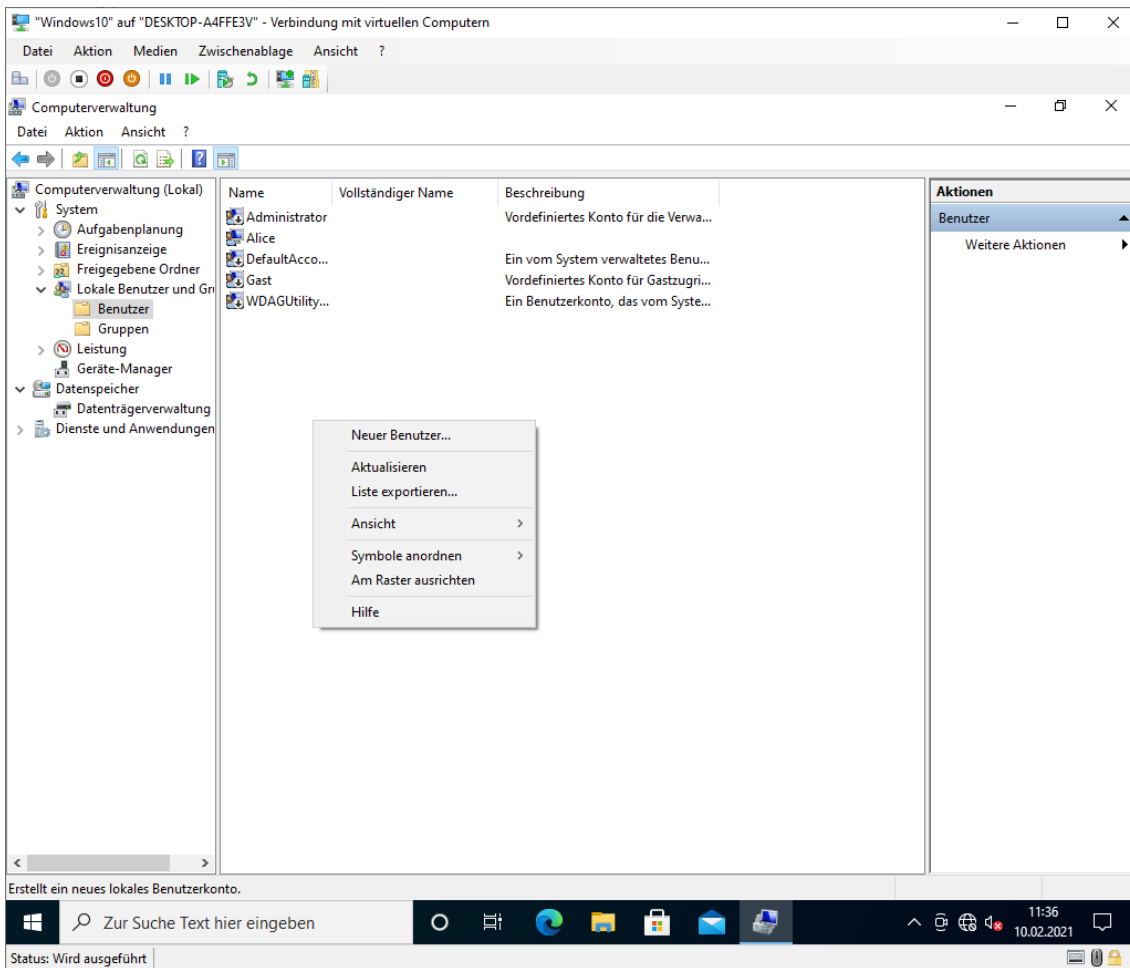 "Windows10" auf "DESKTOP-A4FFE3V" - Verbindung mit virtuellen Computern
Datei Aktion Medien Zwischenablage Ansicht ?
Computerverwaltung
Datei Aktion Ansicht ?
Computerverwaltung (Lokal)
System
Aufgabenplanung
Ereignisanzeige
Freigegebene Ordner
Lokale Benutzer und Gru
Benutzer
Gruppen
Leistung
Geräte-Manager
Datenspeicher
Datenträgerverwaltung
Dienste und Anwendungen
Name Vollständiger Name Beschreibung
Administrator Vordefiniertes Konto für die Verwa...
Alice
DefaultAcco... Ein vom System verwaltetes Benu...
Gast Vordefiniertes Konto für Gastzugri...
WDAGUtility... Ein Benutzerkonto, das vom Syste...
Neuer Benutzer...
Aktualisieren
Liste exportieren...
Ansicht
Symbole anordnen
Am Raster ausrichten
Hilfe
Aktionen
Benutzer
Weitere Aktionen
Erstellt ein neues lokales Benutzerkonto.
Zur Suche Text hier eingeben
11:36
10.02.2021
Status: Wird ausgeführt